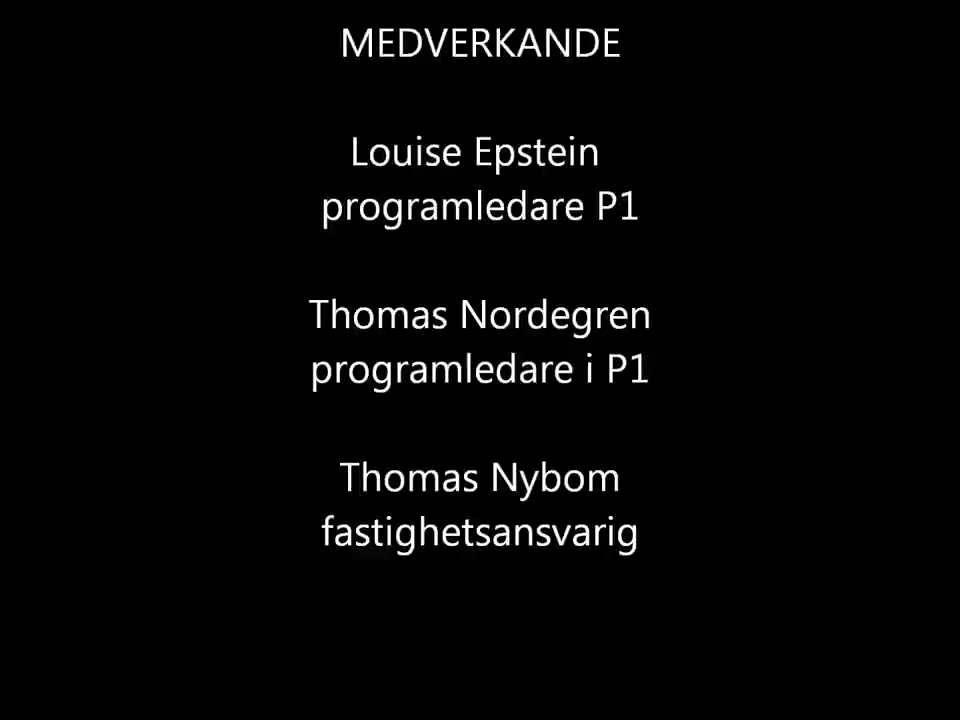 MEDVERKANDE
Louise Epstein
programledare P1
Thomas Nordegren
programledare i P1
Thomas Nybom
fastighetsansvarig